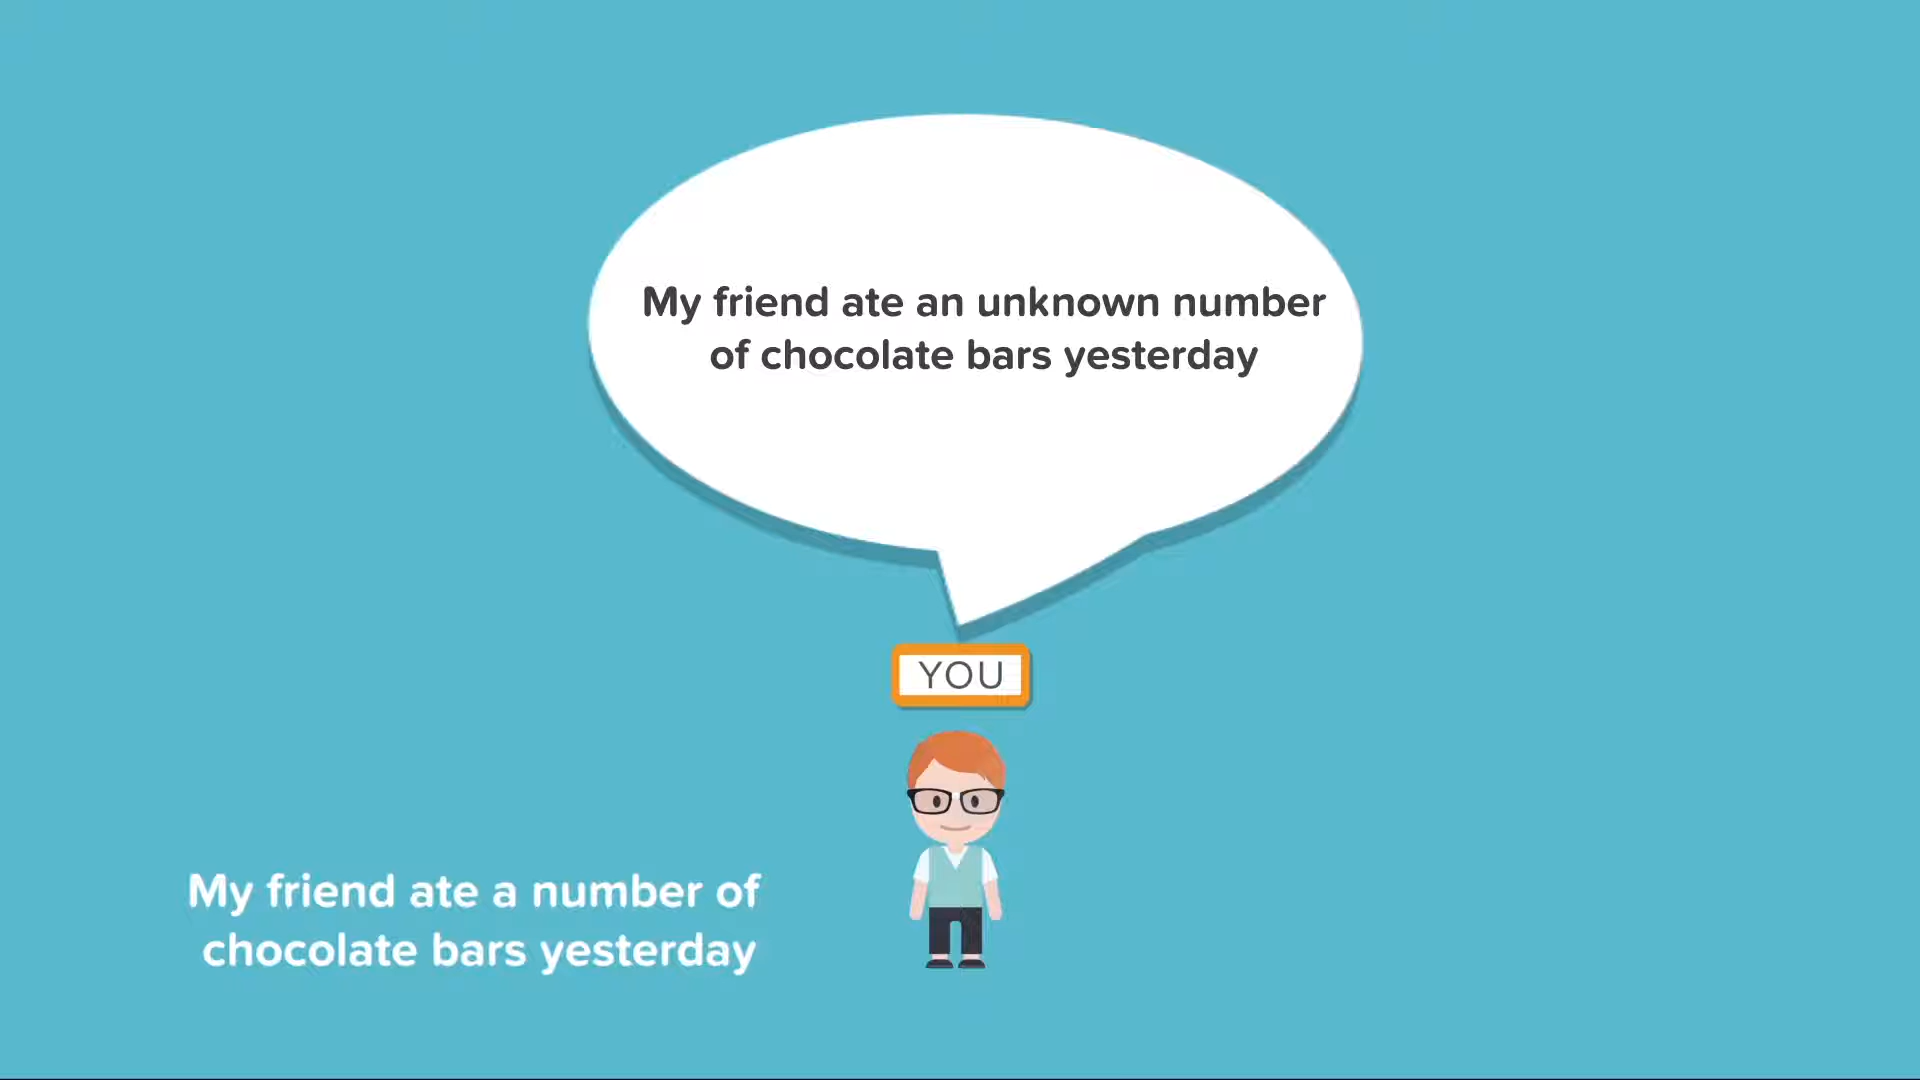 My friend ate an unknown number
of chocolate bars yesterday
YOU
My friend ate a number of
chocolate bars yesterday